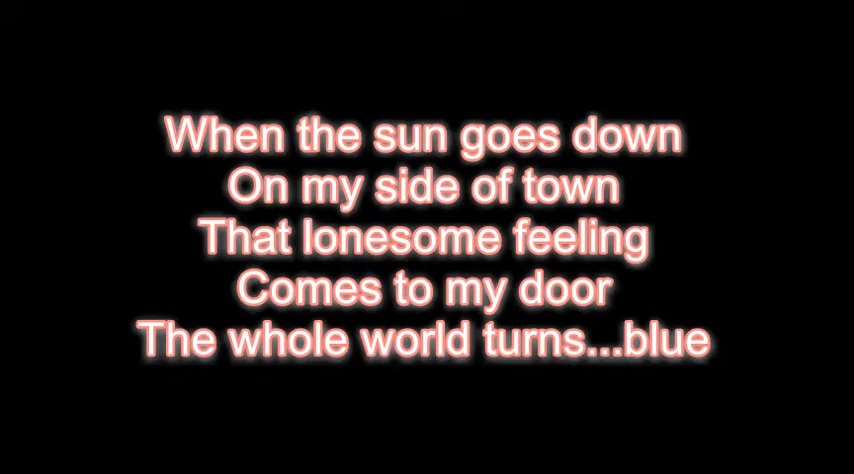 When the sun goes down
On my side of town
That lonesome feeling
Comes to my door
The whole world turns...blue